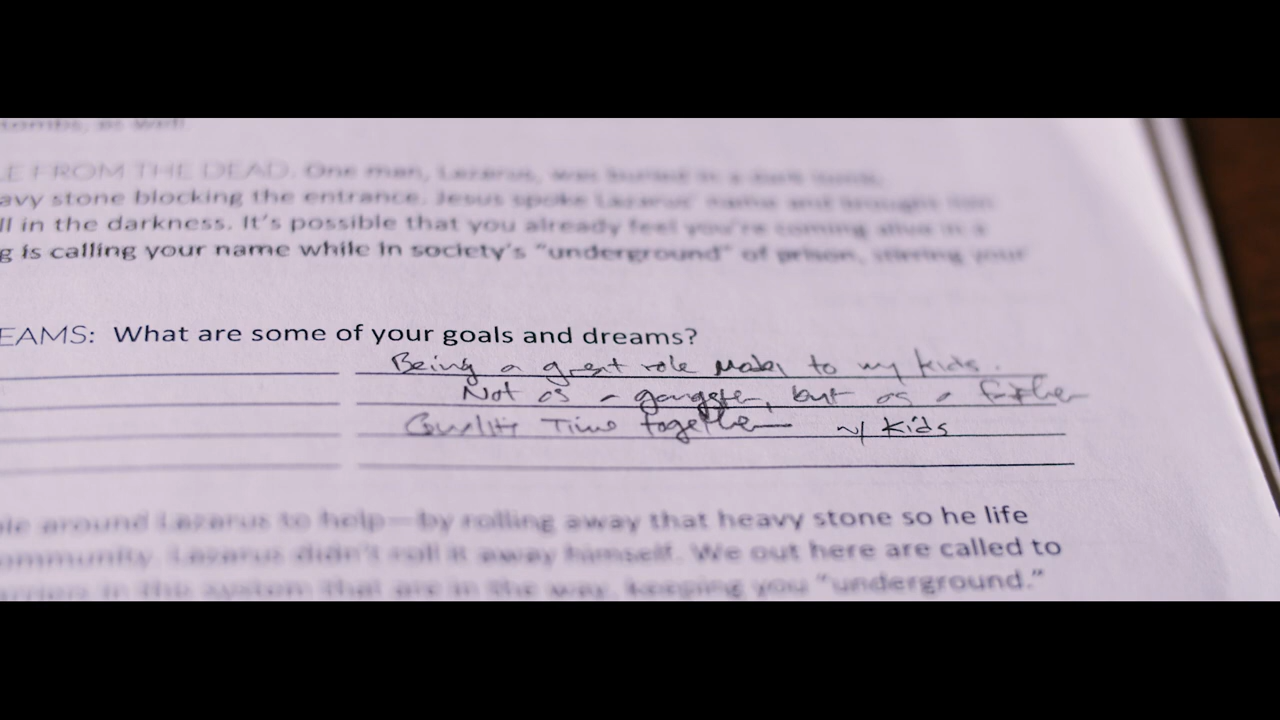 tombs, as well
LE FROM THE DEAD. One man, Lazarus, was buried in a dark tomb,
avy stone blocking the entrance. Jesus spoke Lazarus' name and brought him
ll in the darkness. It's possible that you already feel you're coming alive in a
g is calling your name while in society's "underground" of prison, stirring your
EAMS: What are some of your goals and dreams?
Being a great role Model to my kids.
Not as a gangster, but as a father
Quality Time together w/ kids
le around Lazarus to help—by rolling away that heavy stone so he life
ommunity. Lazarus didn't roll it away himself. We out here are called to
arriers in this system that are in the way, keeping you "underground."